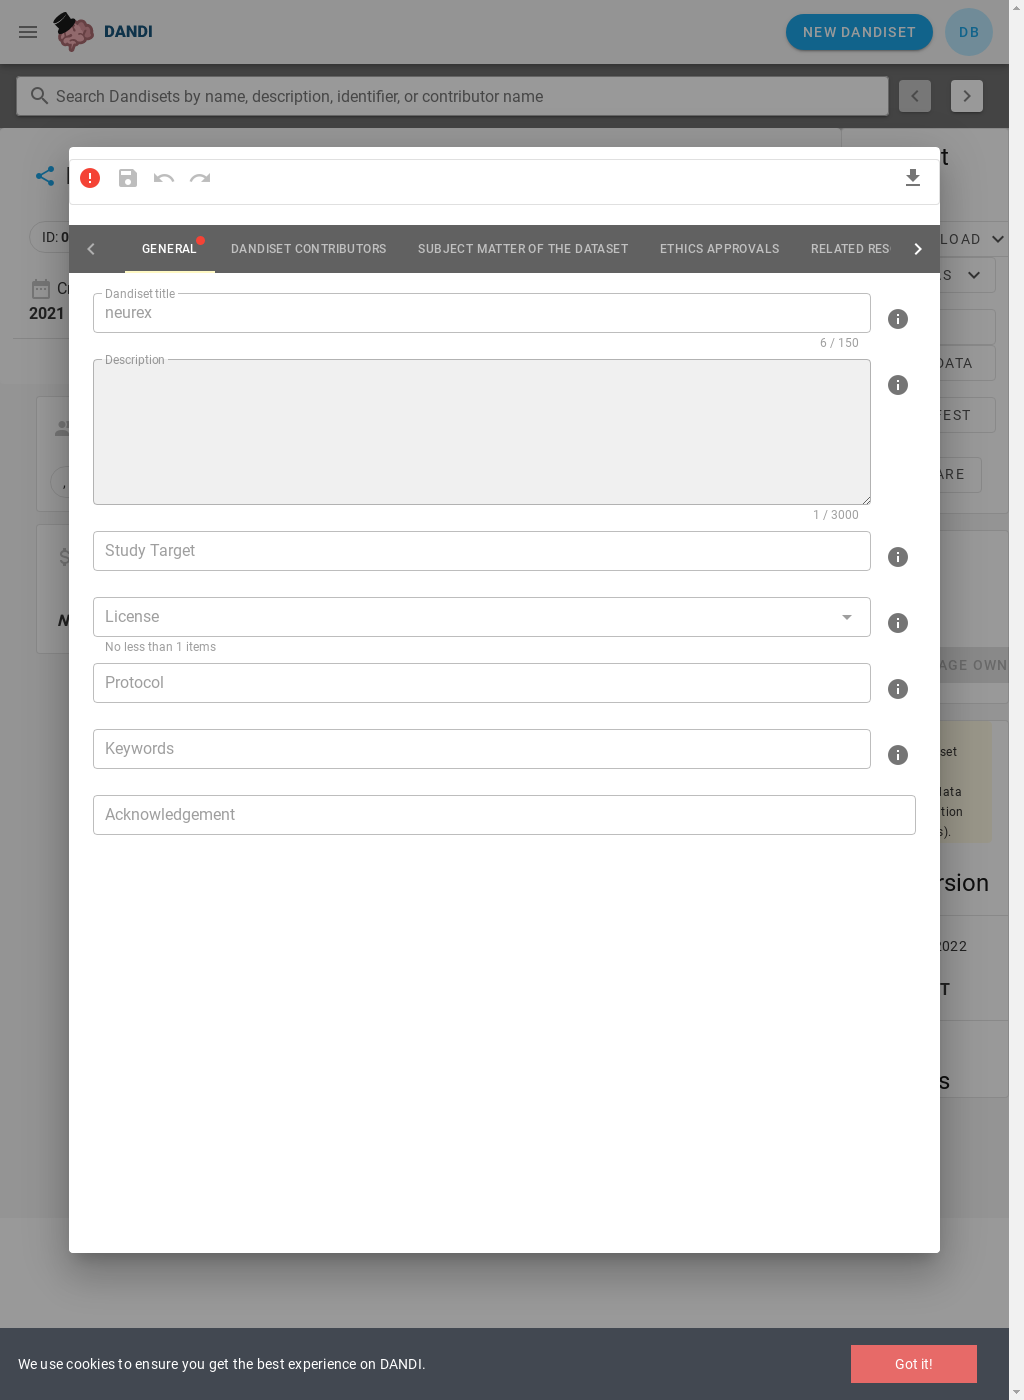 DANDI
NEW DANDISET
DB
Search Dandisets by name, description, identifier, or contributor name
ID: 0
2021
GENERAL
DANDISET CONTRIBUTORS
SUBJECT MATTER OF THE DATASET
ETHICS APPROVALS
RELATED RES
Dandiset title
neurex
6 / 150
Description
1 / 3000
Study Target
License
No less than 1 items
Protocol
Keywords
Acknowledgement
t
LOAD
S
DATA
FEST
ARE
AGE OWN
set
data
tion
s).
rsion
2022
T
s
We use cookies to ensure you get the best experience on DANDI.
Got it!